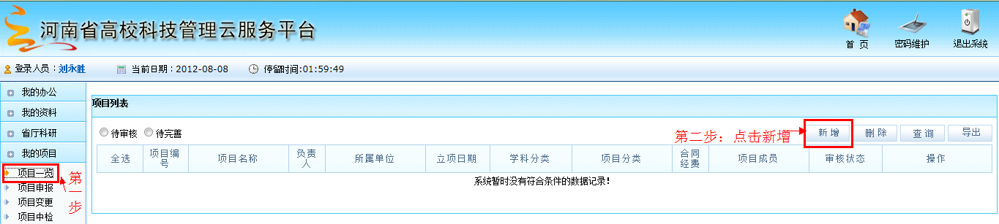 河南省高校科技管理云服务平台
首 页
密码维护
退出系统
登录人员：刘永胜
当前日期：2012-08-08
停留时间:01:59:49
我的办公
我的资料
省厅科研
我的项目
项目一览
项目申报
项目变更
项目中检
第一步
项目列表
待审核
待完善
第二步：点击新增
新 增
删 除
查 询
导出
全选
项目编号
项目名称
负责人
所属单位
立项日期
学科分类
项目分类
合同经费
项目成员
审核状态
操作
系统暂时没有符合条件的数据记录！